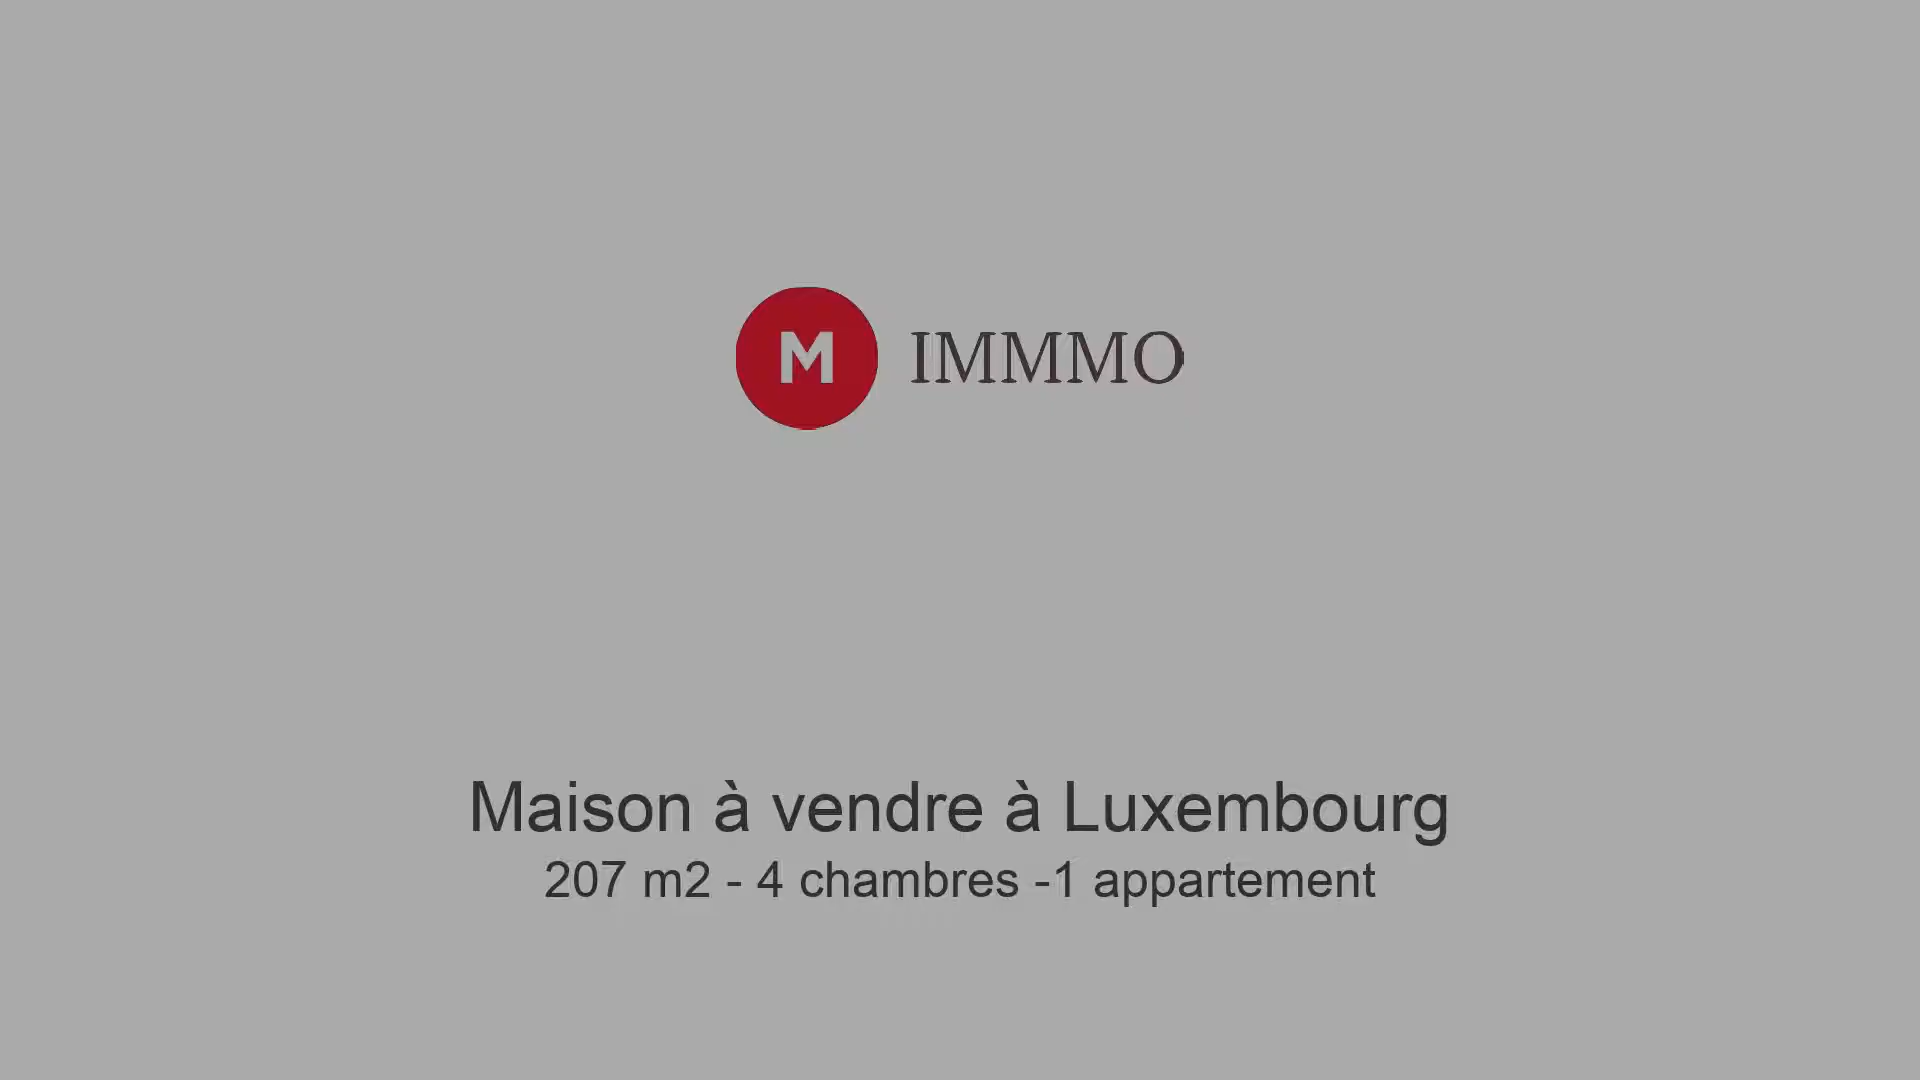 M IMMMO
Maison à vendre à Luxembourg
207 m2 - 4 chambres -1 appartement